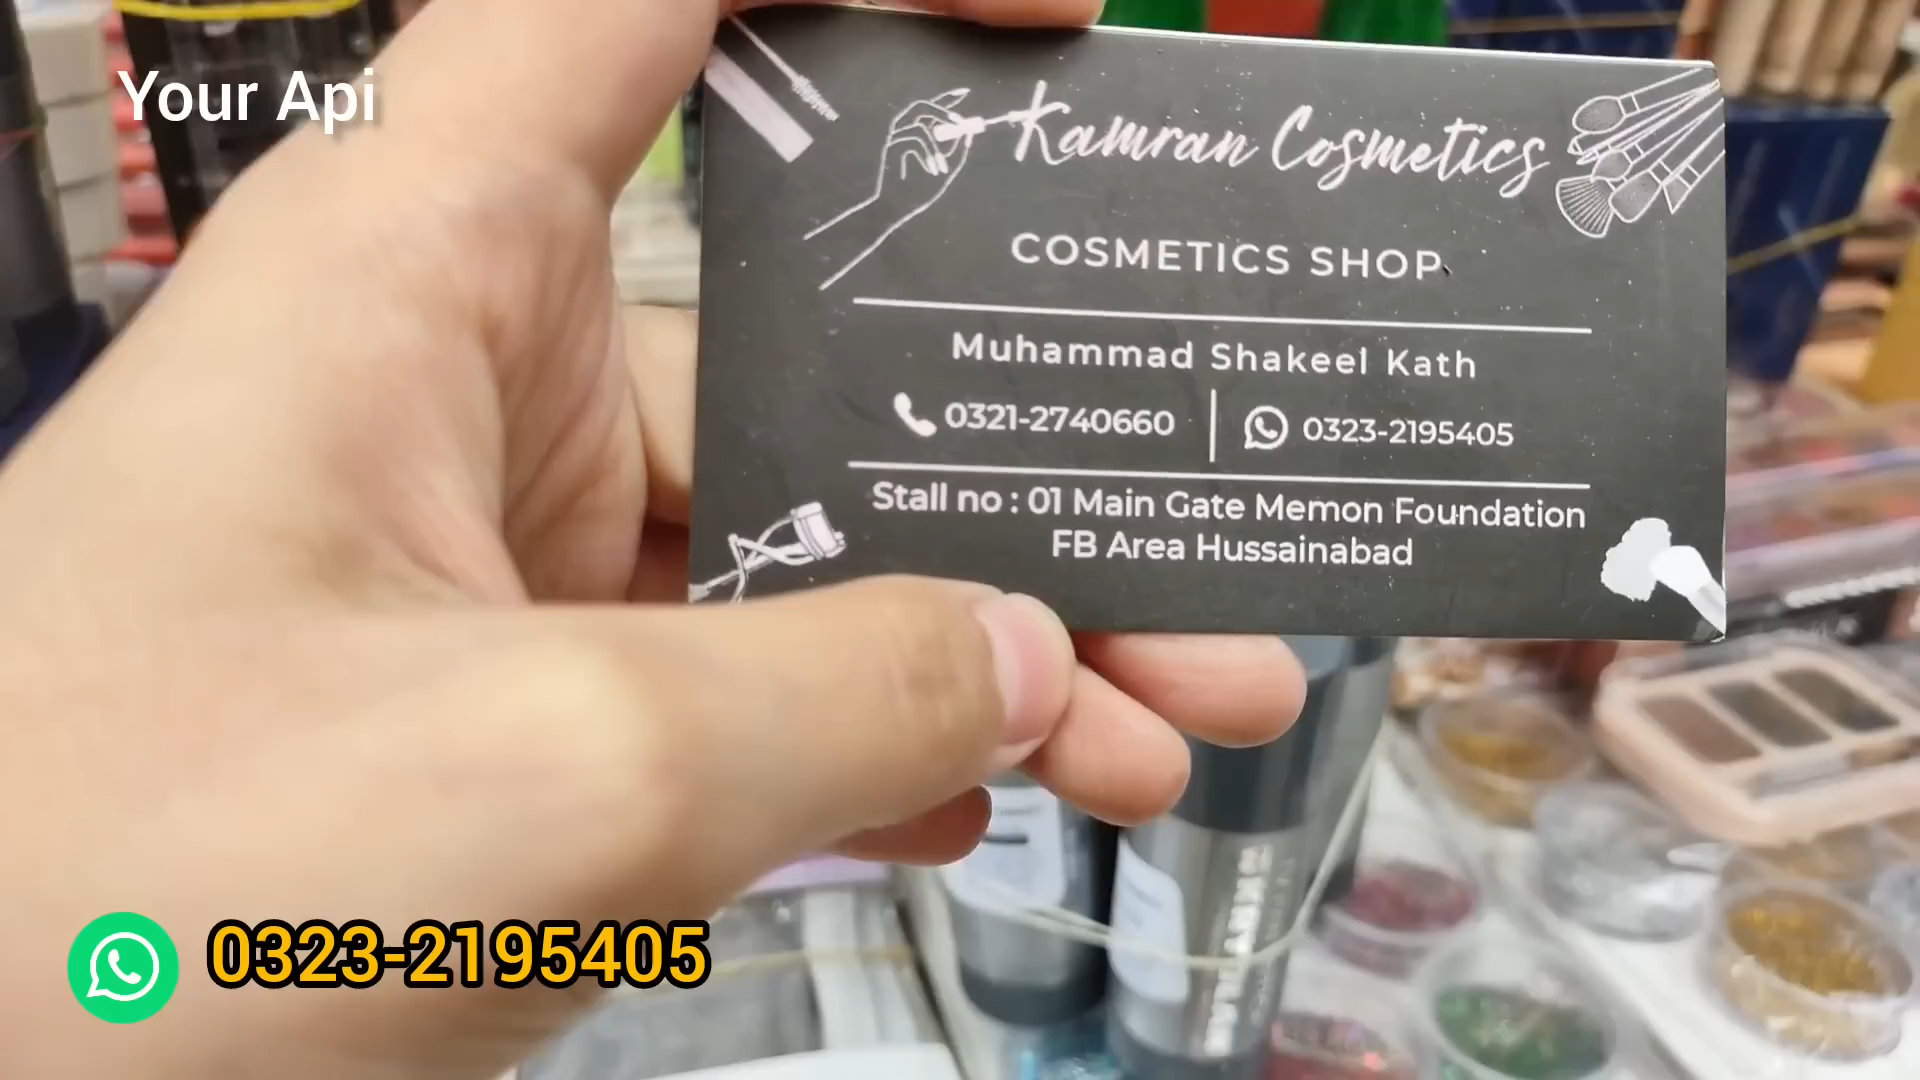 Your Api
Kamran Cosmetics
COSMETICS SHOP
Muhammad Shakeel Kath
0321-2740660
0323-2195405
Stall no : 01 Main Gate Memon Foundation
FB Area Hussainabad
0323-2195405